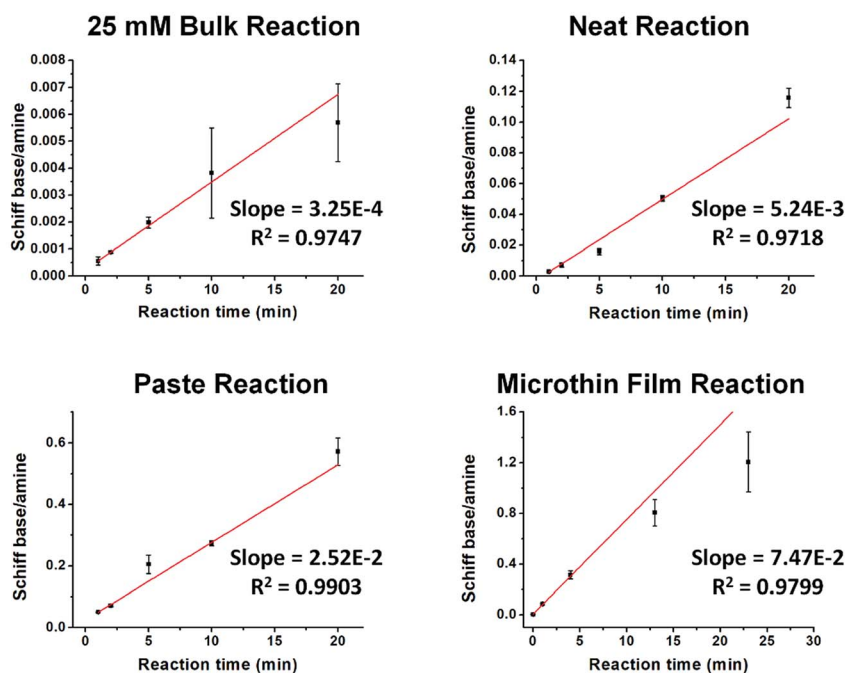 25 mM Bulk Reaction
0.008
0.007
0.006
0.005
0.004
0.003
0.002
0.001
0.000
Schiff base/amine
Slope = 3.25E-4
R² = 0.9747
0 5 10 15 20
Reaction time (min)
Neat Reaction
0.14
0.12
0.10
0.08
0.06
0.04
0.02
0.00
Schiff base/amine
Slope = 5.24E-3
R² = 0.9718
0 5 10 15 20
Reaction time (min)
Paste Reaction
0.6
0.4
0.2
0.0
Schiff base/amine
Slope = 2.52E-2
R² = 0.9903
0 5 10 15 20
Reaction time (min)
Microthin Film Reaction
1.6
1.2
0.8
0.4
0.0
Schiff base/amine
Slope = 7.47E-2
R² = 0.9799
0 5 10 15 20 25 30
Reaction time (min)